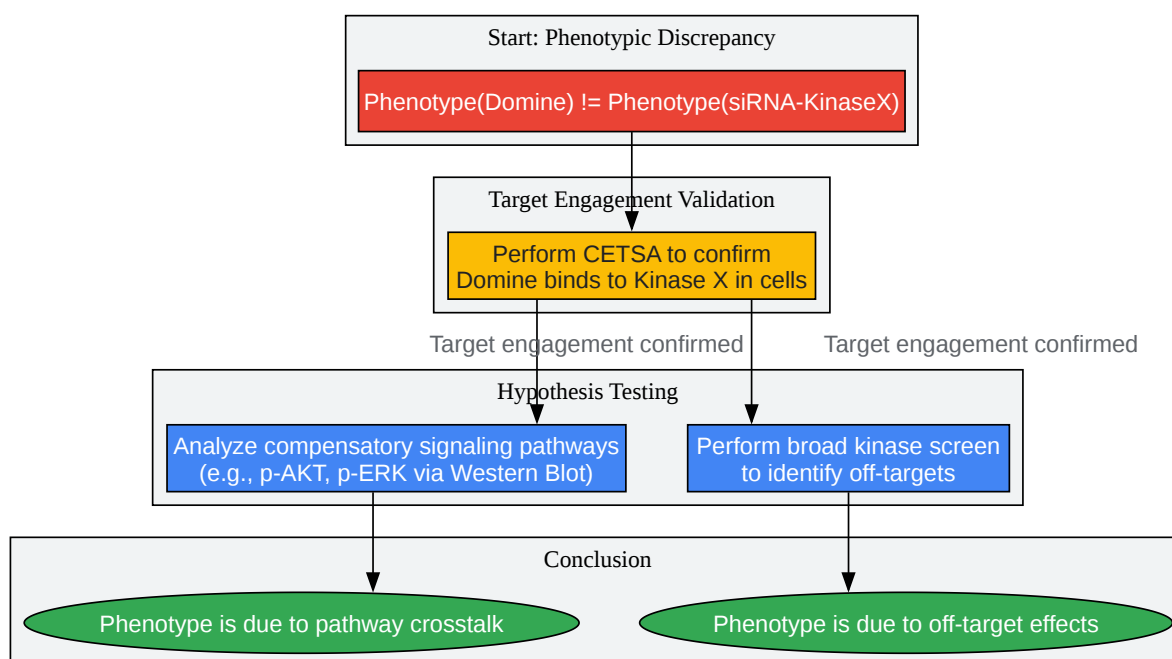 Start: Phenotypic Discrepancy
Phenotype(Domine) != Phenotype(siRNA-KinaseX)
Target Engagement Validation
Perform CETSA to confirm
Domine binds to Kinase X in cells
Target engagement confirmed
Target engagement confirmed
Hypothesis Testing
Analyze compensatory signaling pathways
(e.g., p-AKT, p-ERK via Western Blot)
Perform broad kinase screen
to identify off-targets
Conclusion
Phenotype is due to pathway crosstalk
Phenotype is due to off-target effects